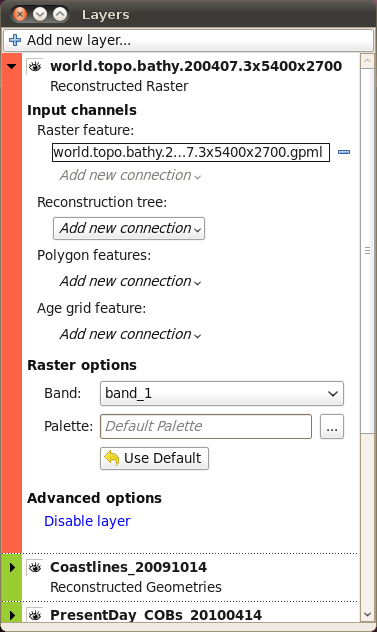 Layers
Add new layer...
world.topo.bathy.200407.3x5400x2700
Reconstructed Raster
Input channels
Raster feature:
world.topo.bathy.2...7.3x5400x2700.gpml
Add new connection
Reconstruction tree:
Add new connection
Polygon features:
Add new connection
Age grid feature:
Add new connection
Raster options
Band: band_1
Palette: Default Palette ...
Use Default
Advanced options
Disable layer
Coastlines_20091014
Reconstructed Geometries
PresentDay_COBs_20100414